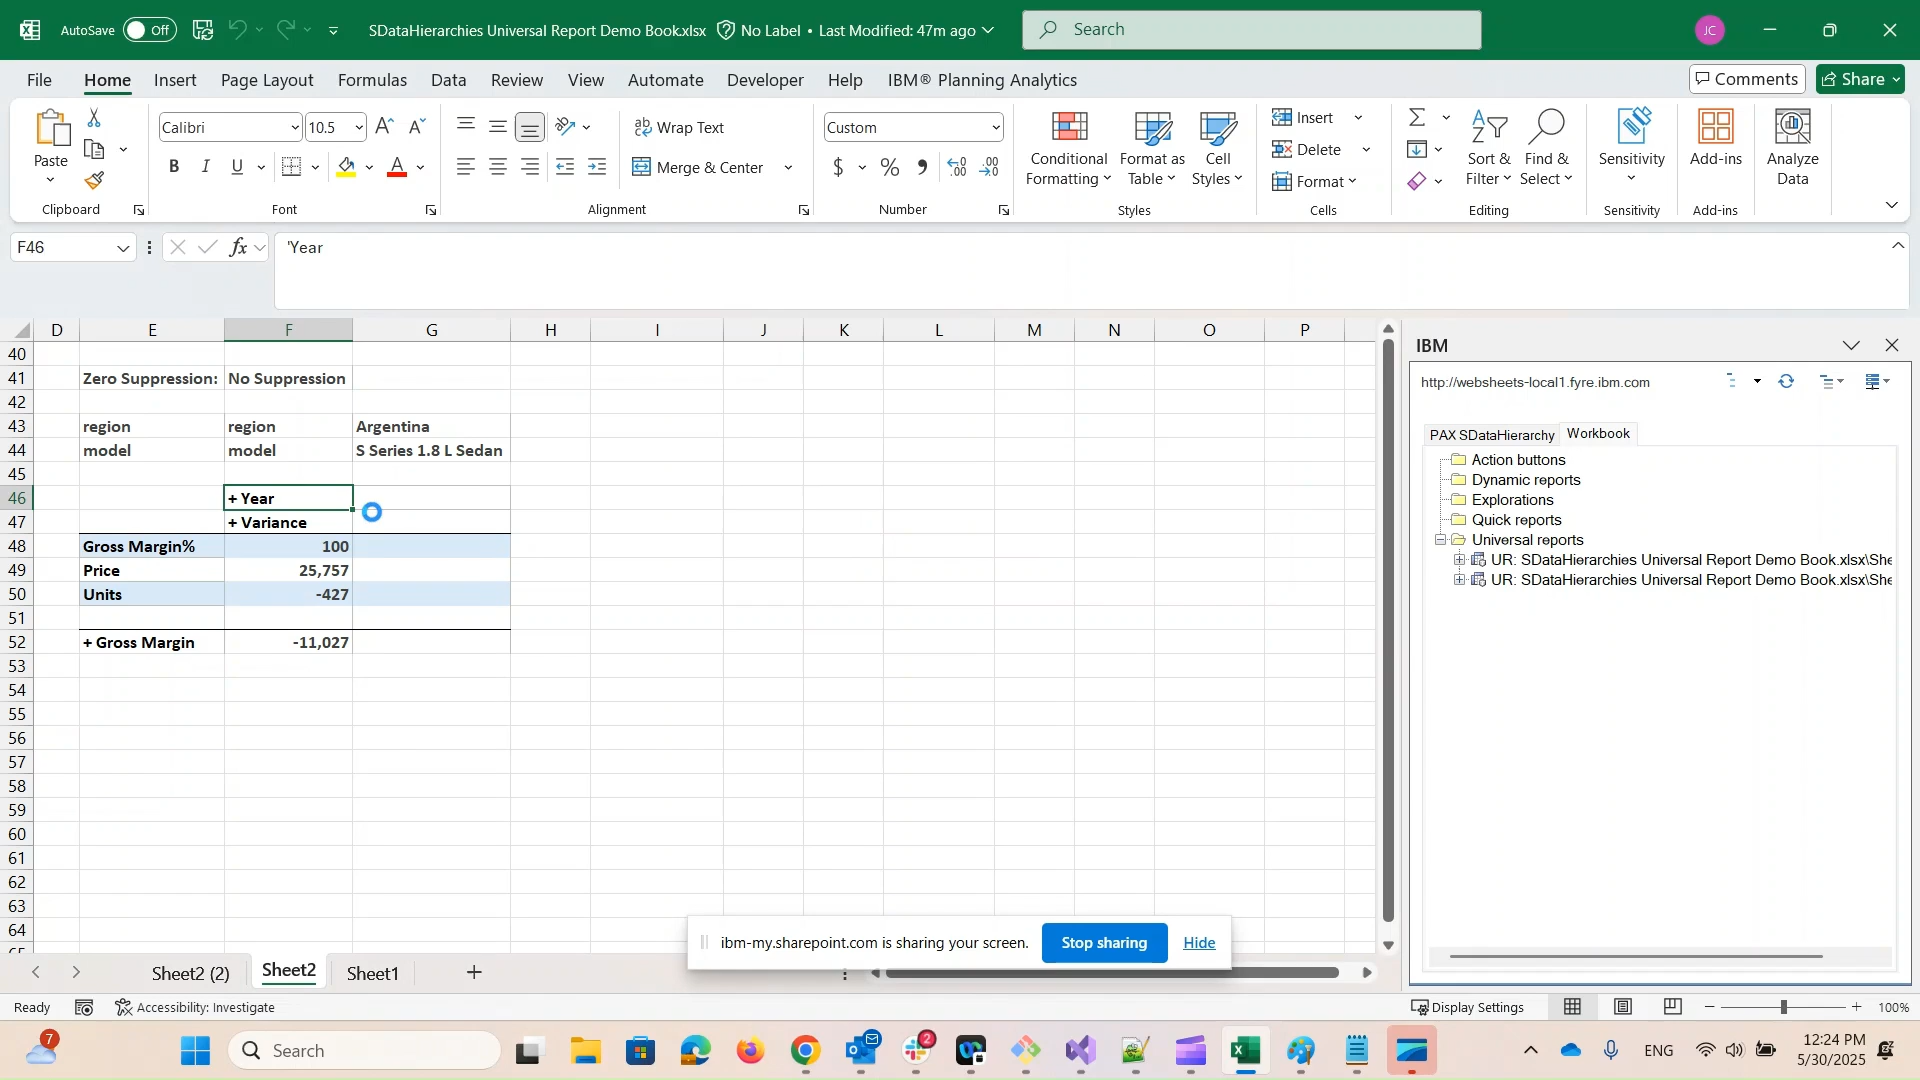 AutoSave Off SDataHierarchies Universal Report Demo Book.xlsx No Label • Last Modified: 47m ago Search JC
File Home Insert Page Layout Formulas Data Review View Automate Developer Help IBM® Planning Analytics Comments Share
Paste Calibri 10.5 Wrap Text Custom Insert
B I U Merge & Center $ % Delete
Conditional Formatting Format as Table Cell Styles Format
Sort & Filter Find & Select Sensitivity Add-ins Analyze Data
Clipboard Font Alignment Number Styles Cells Editing Sensitivity Add-ins
F46 fx 'Year
D E F G H I J K L M N O P
40
41 Zero Suppression: No Suppression
42
43 region region Argentina
44 model model S Series 1.8 L Sedan
45
46 + Year
47 + Variance
48 Gross Margin% 100
49 Price 25,757
50 Units -427
51
52 + Gross Margin -11,027
53
54
55
56
57
58
59
60
61
62
63
64
IBM
http://websheets-local1.fyre.ibm.com
PAX SDataHierarchy Workbook
Action buttons
Dynamic reports
Explorations
Quick reports
Universal reports
UR: SDataHierarchies Universal Report Demo Book.xlsx\She
UR: SDataHierarchies Universal Report Demo Book.xlsx\She
ibm-my.sharepoint.com is sharing your screen. Stop sharing Hide
Sheet2 (2) Sheet2 Sheet1
Ready Accessibility: Investigate Display Settings 100%
7 Search 2 ENG 12:24 PM
5/30/2025